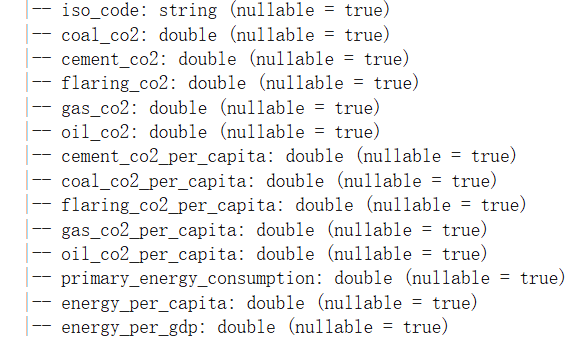 |-- iso_code: string (nullable = true)
|-- coal_co2: double (nullable = true)
|-- cement_co2: double (nullable = true)
|-- flaring_co2: double (nullable = true)
|-- gas_co2: double (nullable = true)
|-- oil_co2: double (nullable = true)
|-- cement_co2_per_capita: double (nullable = true)
|-- coal_co2_per_capita: double (nullable = true)
|-- flaring_co2_per_capita: double (nullable = true)
|-- gas_co2_per_capita: double (nullable = true)
|-- oil_co2_per_capita: double (nullable = true)
|-- primary_energy_consumption: double (nullable = true)
|-- energy_per_capita: double (nullable = true)
|-- energy_per_gdp: double (nullable = true)